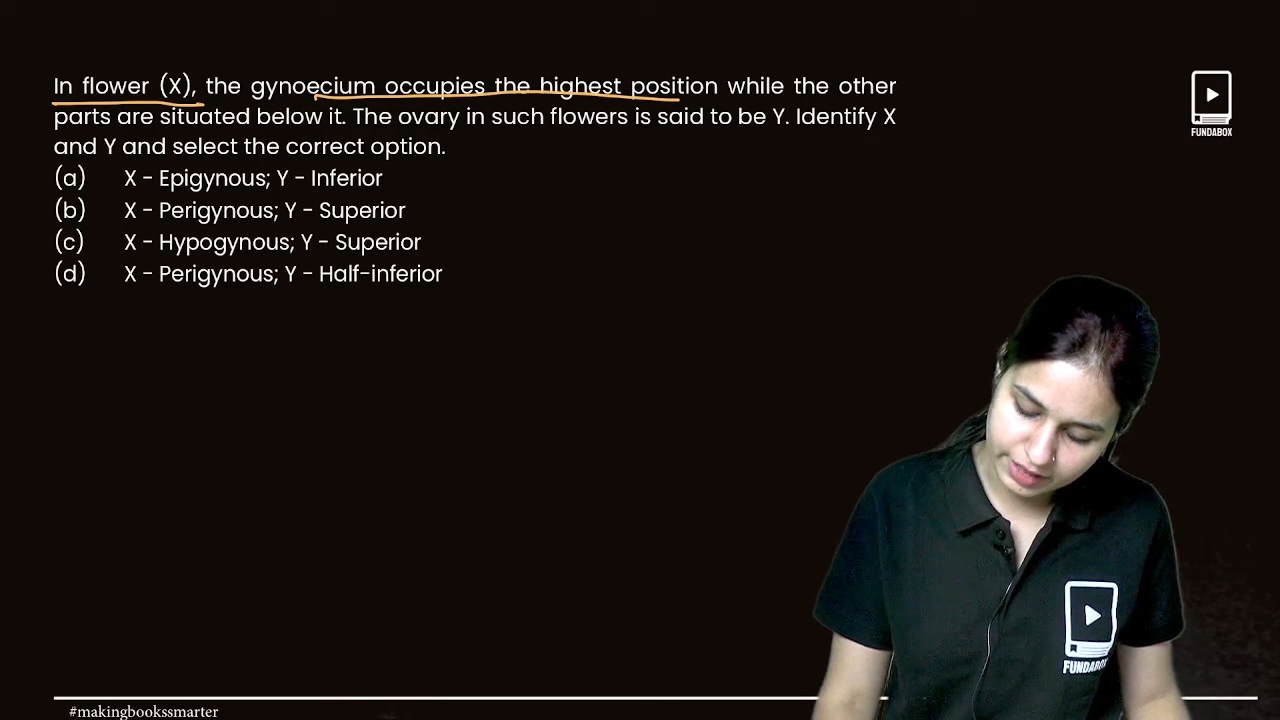 In flower (X), the gynoecium occupies the highest position while the other
parts are situated below it. The ovary in such flowers is said to be Y. Identify X
and Y and select the correct option.
(a) X - Epigynous; Y - Inferior
(b) X - Perigynous; Y - Superior
(c) X - Hypogynous; Y - Superior
(d) X - Perigynous; Y - Half-inferior
FUNDABOX
FUNDABOX
#makingbookssmarter